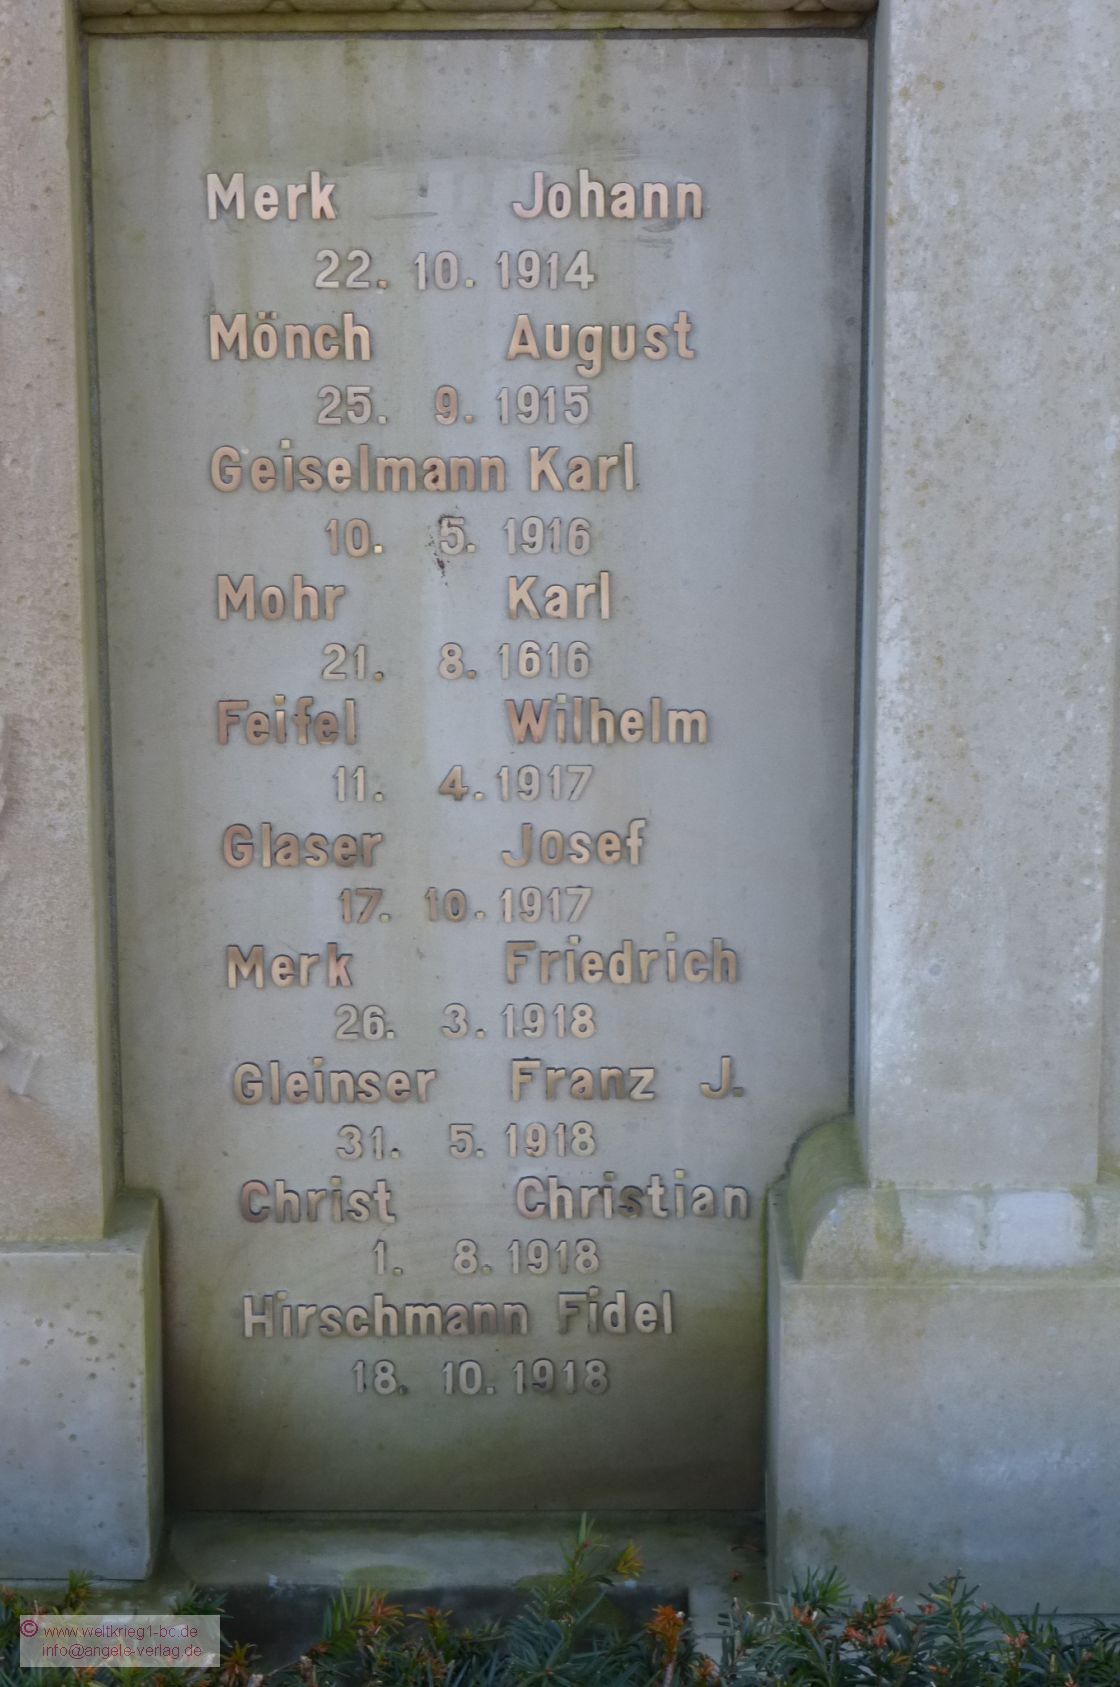 Merk Johann
22. 10. 1914
Mönch August
25. 9. 1915
Geiselmann Karl
10. 5. 1916
Mohr Karl
21. 8. 1616
Feifel Wilhelm
11. 4. 1917
Glaser Josef
17. 10. 1917
Merk Friedrich
26. 3. 1918
Gleinser Franz J.
31. 5. 1918
Christ Christian
1. 8. 1918
Hirschmann Fidel
18. 10. 1918
© www.weltkrieg1-bc.de
info@angele-verlag.de